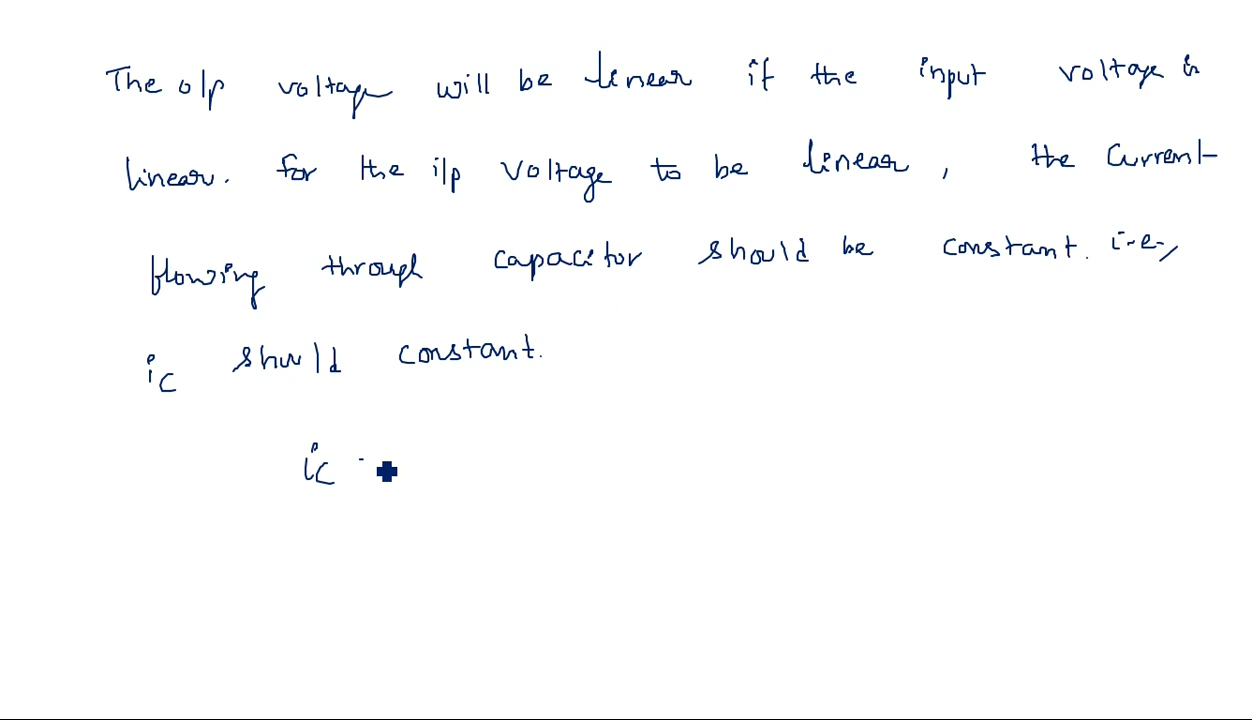 The o/p voltage will be linear if the input voltage is
linear. for the i/p voltage to be linear, the current
flowing through capacitor should be constant. i.e.,
ic should constant.
ic